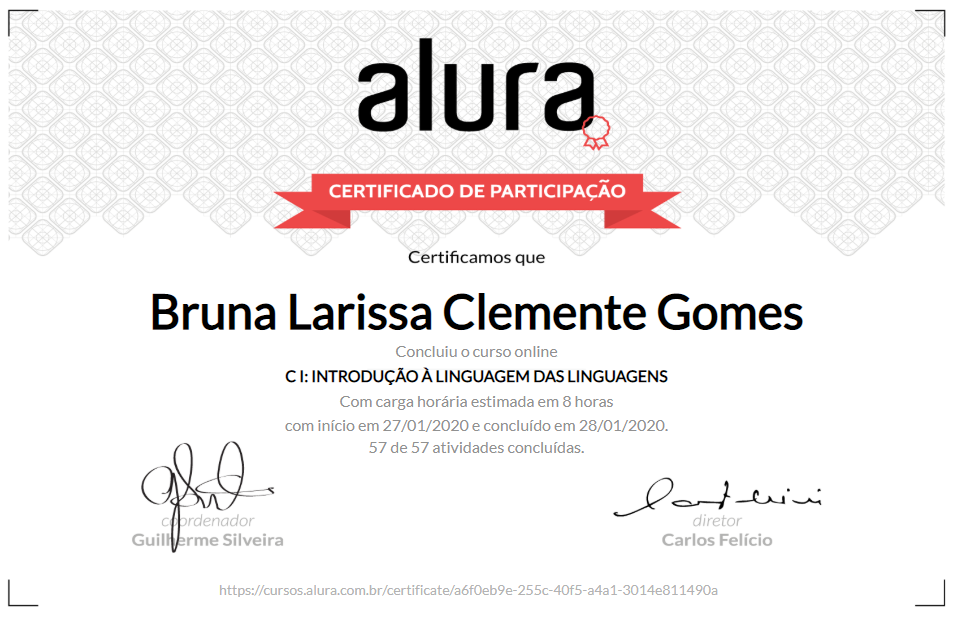 alura
CERTIFICADO DE PARTICIPAÇÃO
Certificamos que
Bruna Larissa Clemente Gomes
Concluiu o curso online
C I: INTRODUÇÃO À LINGUAGEM DAS LINGUAGENS
Com carga horária estimada em 8 horas
com início em 27/01/2020 e concluído em 28/01/2020.
57 de 57 atividades concluídas.
coordenador
Guilherme Silveira
diretor
Carlos Felício
https://cursos.alura.com.br/certificate/a6f0eb9e-255c-40f5-a4a1-3014e811490a